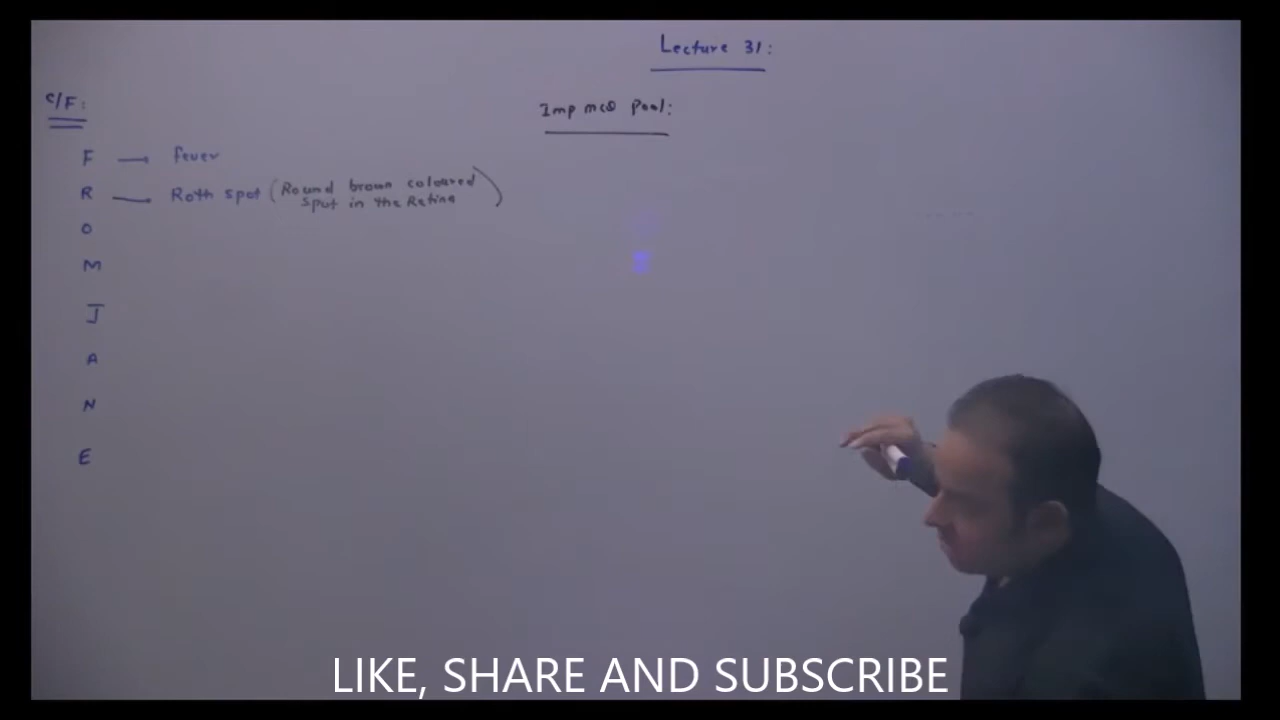 Lecture 31:
Imp mcQ Pool:
C/F:
F → fever
R → Roth spot (Round brown coloured
spot in the Retina)
O
M
J
A
N
E
LIKE, SHARE AND SUBSCRIBE